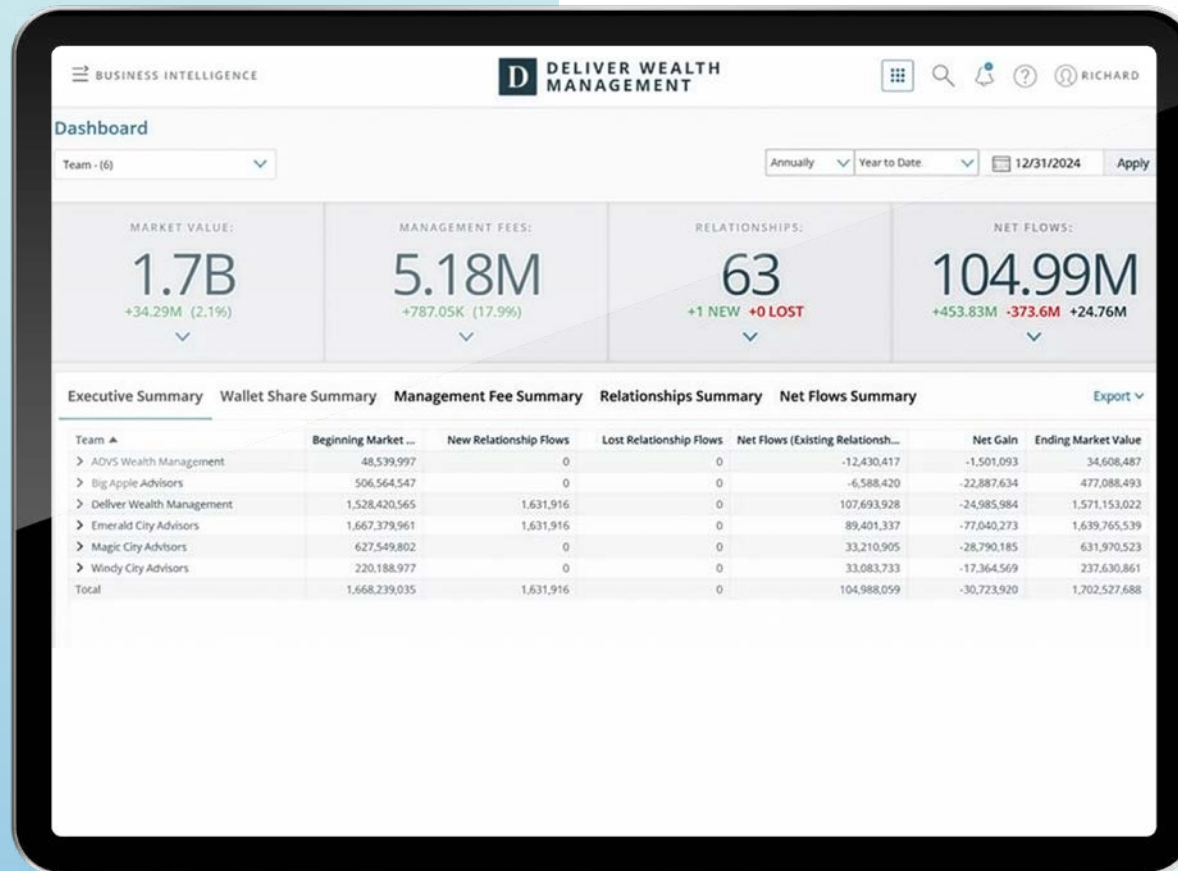 BUSINESS INTELLIGENCE
D DELIVER WEALTH
MANAGEMENT
RICHARD
Dashboard
Team - (6)
Annually Year to Date 12/31/2024 Apply
MARKET VALUE: MANAGEMENT FEES: RELATIONSHIPS: NET FLOWS:
1.7B 5.18M 63 104.99M
+34.29M (2.1%) +787.05K (17.9%) +1 NEW +0 LOST +453.83M -373.6M +24.76M
Executive Summary Wallet Share Summary Management Fee Summary Relationships Summary Net Flows Summary Export
Team Beginning Market ... New Relationship Flows Lost Relationship Flows Net Flows (Existing Relationsh... Net Gain Ending Market Value
ADVS Wealth Management 48,539,997 0 0 -12,430,417 -1,501,093 34,608,487
Big Apple Advisors 506,564,547 0 0 -6,588,420 -22,887,634 477,088,493
Deliver Wealth Management 1,528,420,565 1,631,916 0 107,693,928 -24,985,984 1,571,153,022
Emerald City Advisors 1,667,379,961 1,631,916 0 89,401,337 -77,040,273 1,639,765,539
Magic City Advisors 627,549,802 0 0 33,210,905 -28,790,185 631,970,523
Windy City Advisors 220,188,977 0 0 33,083,733 -17,364,569 237,630,861
Total 1,668,239,035 1,631,916 0 104,988,059 -30,723,920 1,702,527,688